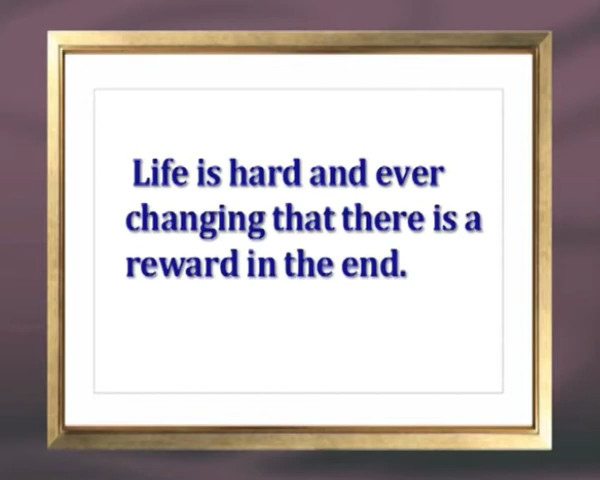 Life is hard and ever
changing that there is a
reward in the end.